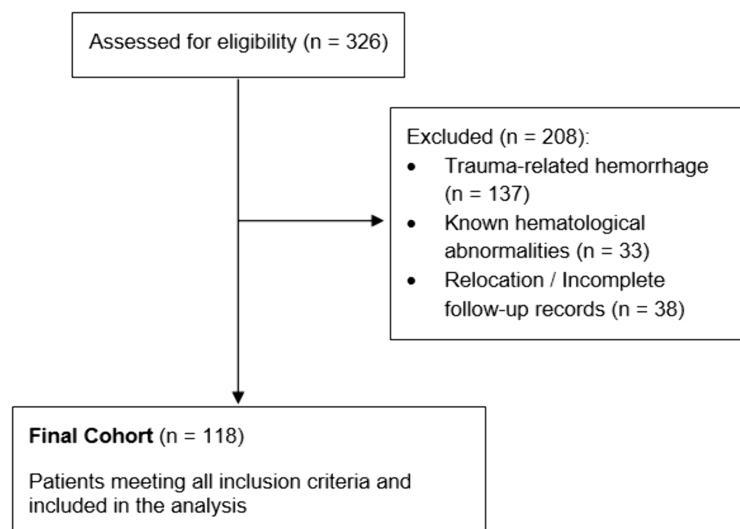 Assessed for eligibility (n = 326)
Excluded (n = 208):
• Trauma-related hemorrhage
(n = 137)
• Known hematological
abnormalities (n = 33)
• Relocation / Incomplete
follow-up records (n = 38)
Final Cohort (n = 118)
Patients meeting all inclusion criteria and
included in the analysis